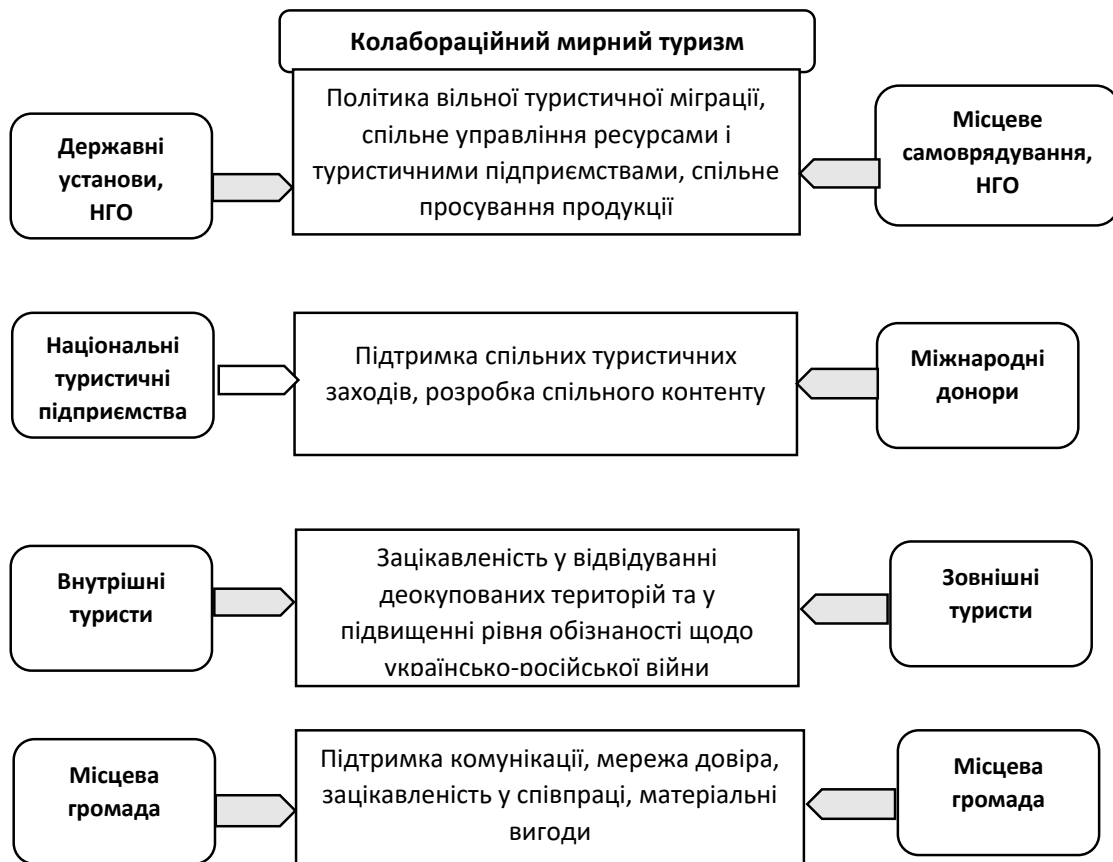 Колабораційний мирний туризм
Державні
установи,
НГО
Політика вільної туристичної міграції,
спільне управління ресурсами і
туристичними підприємствами, спільне
просування продукції
Місцеве
самоврядування,
НГО
Національні
туристичні
підприємства
Підтримка спільних туристичних
заходів, розробка спільного контенту
Міжнародні
донори
Внутрішні
туристи
Зацікавленість у відвідуванні
деокупованих територій та у
підвищенні рівня обізнаності щодо
українсько-російської війни
Зовнішні
туристи
Місцева
громада
Підтримка комунікації, мережа довіра,
зацікавленість у співпраці, матеріальні
вигоди
Місцева
громада